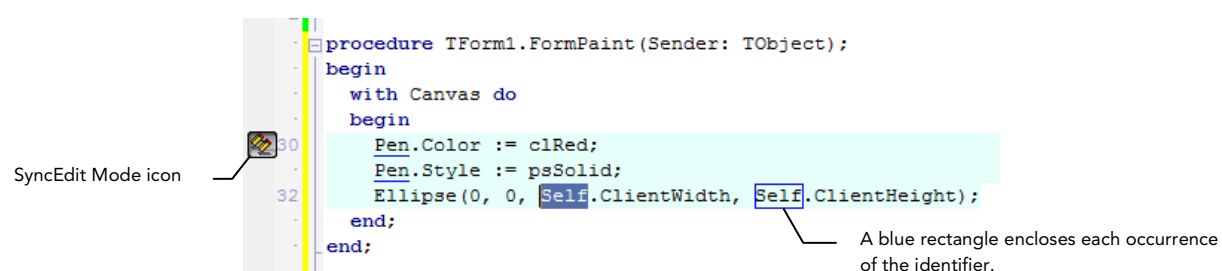 procedure TForm1.FormPaint(Sender: TObject);
begin
with Canvas do
begin
30 Pen.Color := clRed;
Pen.Style := psSolid;
SyncEdit Mode icon
32 Ellipse(0, 0, Self.ClientWidth, Self.ClientHeight);
end;
end;
A blue rectangle encloses each occurrence
of the identifier.